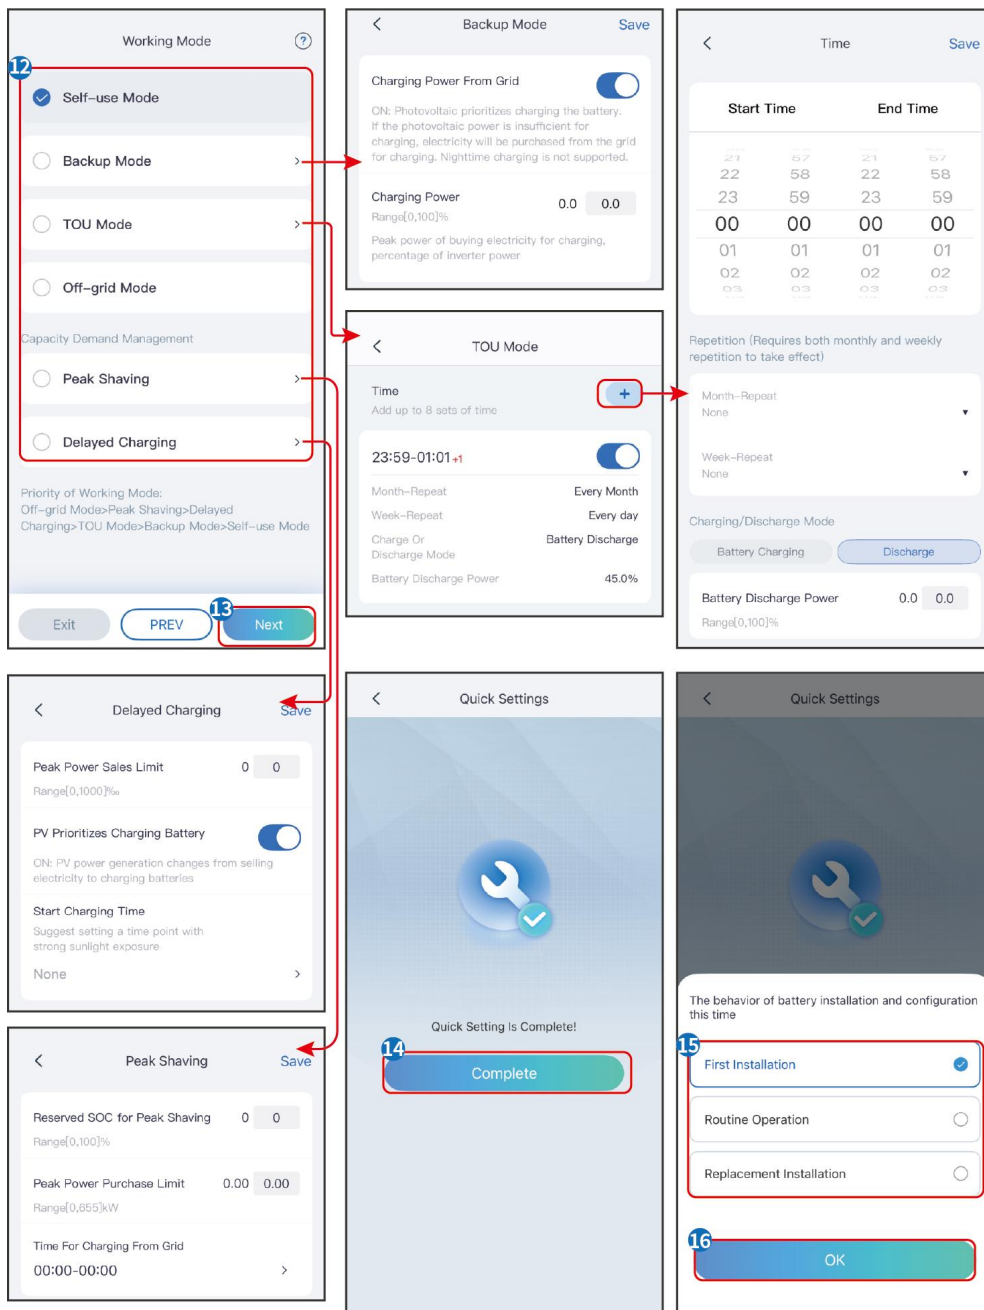 Working Mode
?
12
Self-use Mode
Backup Mode
TOU Mode
Off-grid Mode
Capacity Demand Management
Peak Shaving
Delayed Charging
Priority of Working Mode:
Off-grid Mode>Peak Shaving>Delayed
Charging>TOU Mode>Backup Mode>Self-use Mode
13
Exit
PREV
Next
Backup Mode
Save
Charging Power From Grid
ON: Photovoltaic prioritizes charging the battery.
If the photovoltaic power is insufficient for
charging, electricity will be purchased from the grid
for charging. Nighttime charging is not supported.
Charging Power
0.0 0.0
Range[0,100]%
Peak power of buying electricity for charging,
percentage of inverter power
TOU Mode
Time
+
Add up to 8 sets of time
23:59-01:01 +1
Month-Repeat Every Month
Week-Repeat Every day
Charge Or
Discharge Mode
Battery Discharge
Battery Discharge Power 45.0%
Time
Save
Start Time End Time
21 57 21 57
22 58 22 58
23 59 23 59
00 00 00 00
01 01 01 01
02 02 02 02
03 03 03 03
Repetition (Requires both monthly and weekly
repetition to take effect)
Month-Repeat
None
Week-Repeat
None
Charging/Discharge Mode
Battery Charging Discharge
Battery Discharge Power 0.0 0.0
Range[0,100]%
Delayed Charging
Save
Peak Power Sales Limit 0 0
Range[0,1000]‰
PV Prioritizes Charging Battery
ON: PV power generation changes from selling
electricity to charging batteries
Start Charging Time
Suggest setting a time point with
strong sunlight exposure
None
Peak Shaving
Save
Reserved SOC for Peak Shaving 0 0
Range[0,100]%
Peak Power Purchase Limit 0.00 0.00
Range[0,655]kW
Time For Charging From Grid
00:00-00:00
Quick Settings
Quick Setting Is Complete!
14
Complete
Quick Settings
The behavior of battery installation and configuration
this time
15
First Installation
Routine Operation
Replacement Installation
16
OK